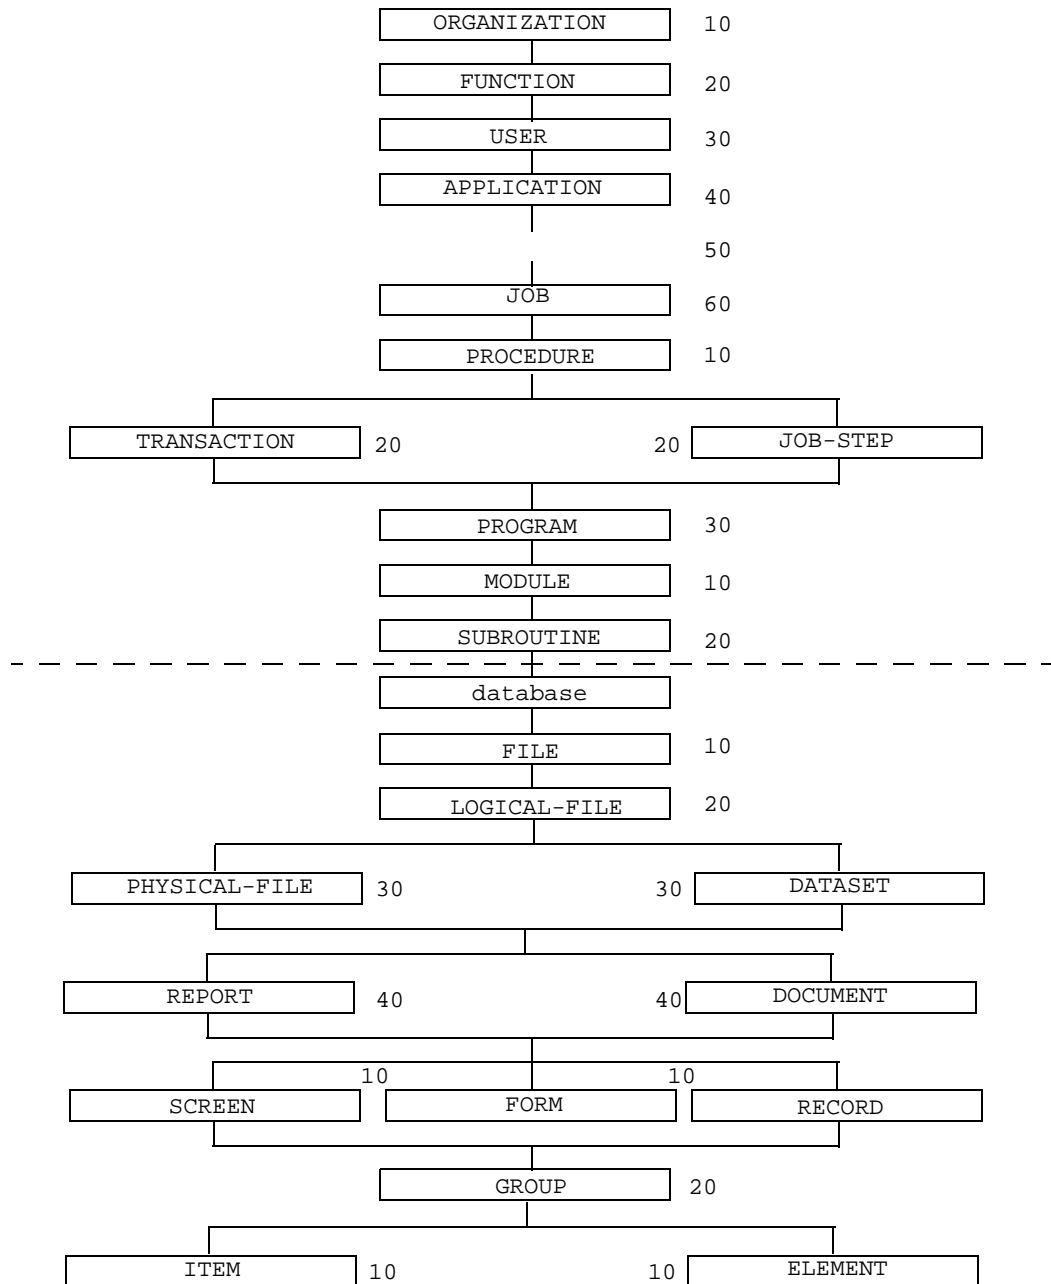 ORGANIZATION 10
FUNCTION 20
USER 30
APPLICATION 40
50
JOB 60
PROCEDURE 10
TRANSACTION 20 20 JOB-STEP
PROGRAM 30
MODULE 10
SUBROUTINE 20
database
FILE 10
LOGICAL-FILE 20
PHYSICAL-FILE 30 30 DATASET
REPORT 40 40 DOCUMENT
10 10
SCREEN FORM RECORD
GROUP 20
ITEM 10 10 ELEMENT